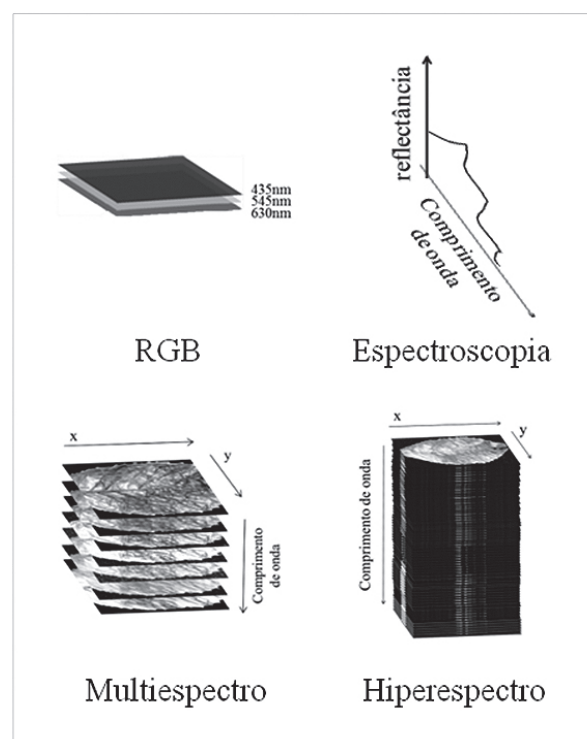 435nm
545nm
630nm
RGB
reflectância
Comprimento
de onda
Espectroscopia
x
y
Comprimento
de onda
Multiespectro
x
y
Comprimento de onda
Hiperespectro